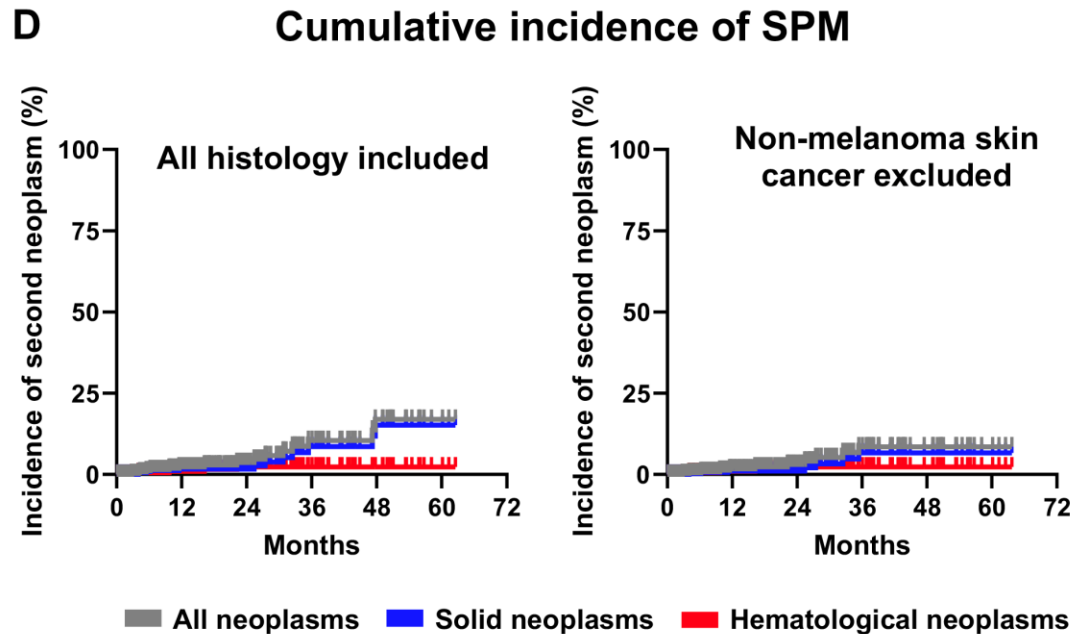 D
Cumulative incidence of SPM
Incidence of second neoplasm (%)
All histology included
100
75
50
25
0
0 12 24 36 48 60 72
Months
Incidence of second neoplasm (%)
Non-melanoma skin
cancer excluded
100
75
50
25
0
0 12 24 36 48 60 72
Months
All neoplasms Solid neoplasms Hematological neoplasms